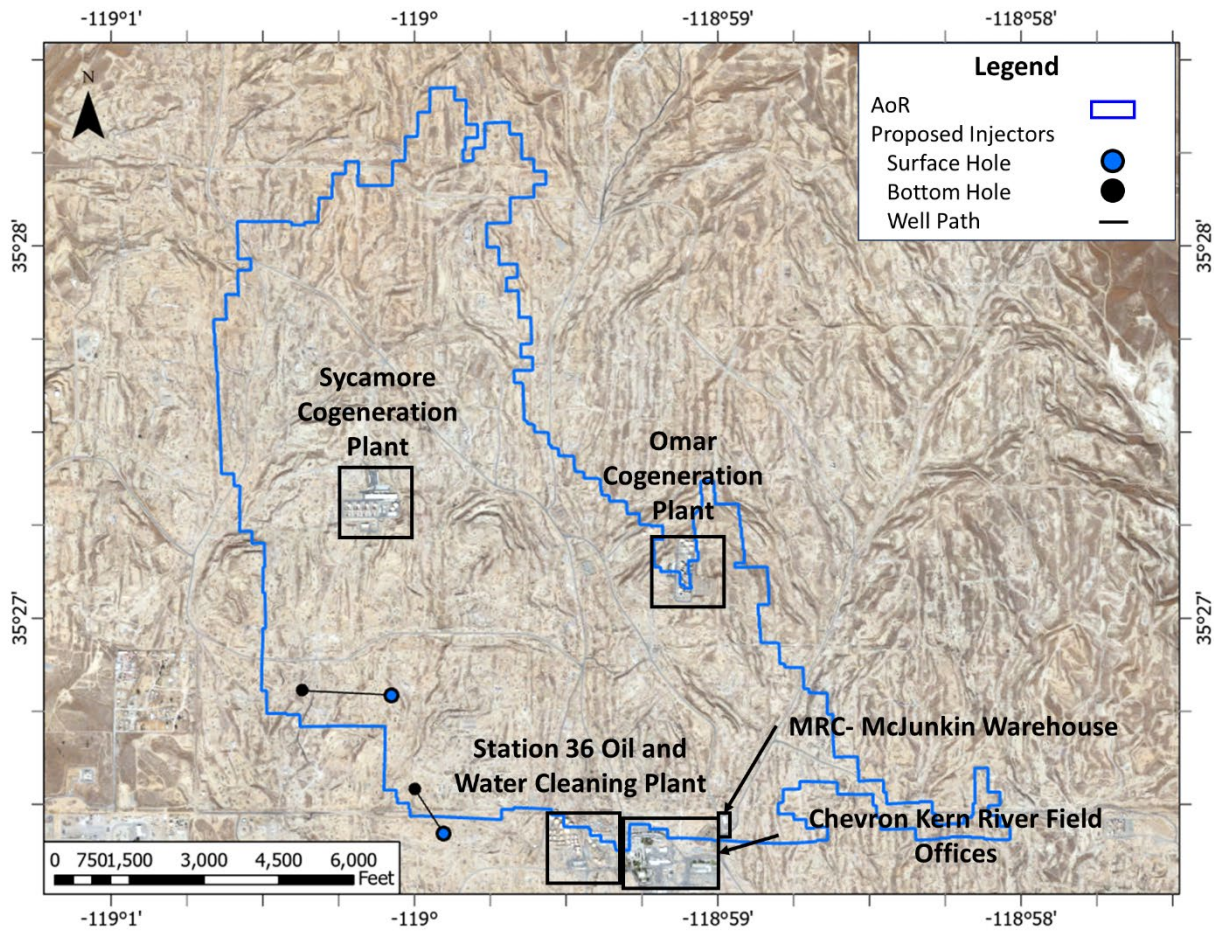 -119°1'
-119°
-118°59'
-118°58'
N
Legend
AoR
Proposed Injectors
Surface Hole
Bottom Hole
Well Path
35°28'
35°28'
Sycamore
Cogeneration
Plant
Omar
Cogeneration
Plant
35°27'
35°27'
MRC- McJunkin Warehouse
Station 36 Oil and
Water Cleaning Plant
Chevron Kern River Field
Offices
0 750 1,500 3,000 4,500 6,000
Feet
-119°1'
-119°
-118°59'
-118°58'